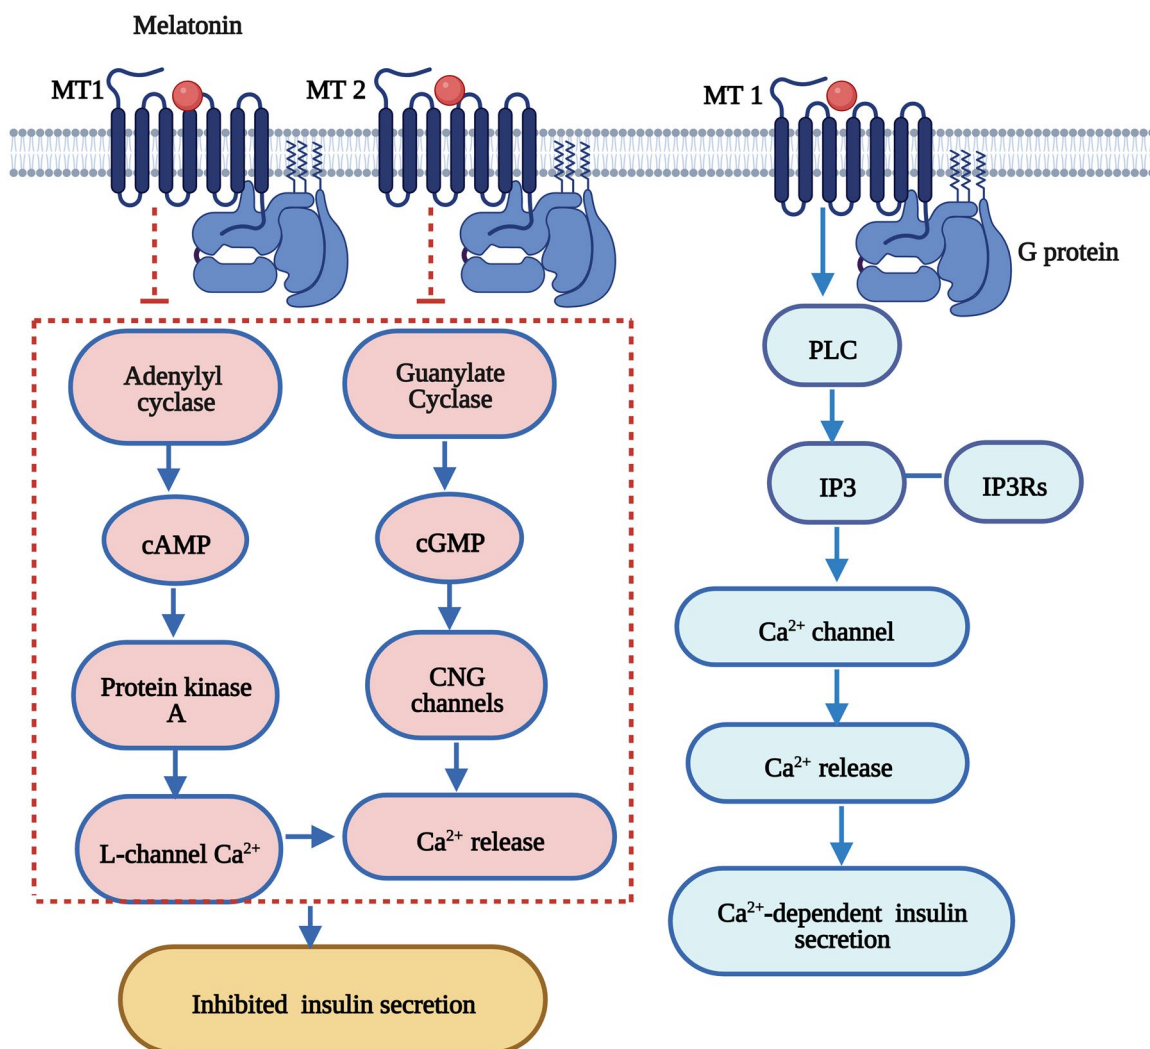 Melatonin
MT1
MT 2
MT 1
G protein
Adenylyl
cyclase
Guanylate
Cyclase
PLC
cAMP
cGMP
IP3
IP3Rs
Protein kinase
A
CNG
channels
Ca²⁺ channel
L-channel Ca²⁺
Ca²⁺ release
Ca²⁺ release
Ca²⁺-dependent insulin
secretion
Inhibited insulin secretion